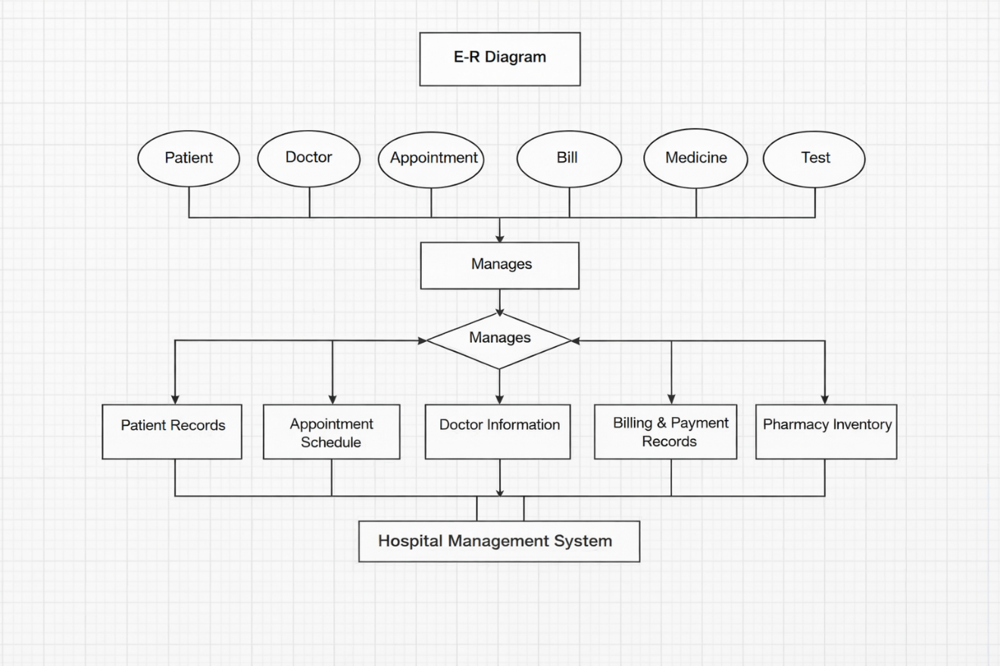 E-R Diagram
Patient
Doctor
Appointment
Bill
Medicine
Test
Manages
Manages
Patient Records
Appointment
Schedule
Doctor Information
Billing & Payment
Records
Pharmacy Inventory
Hospital Management System